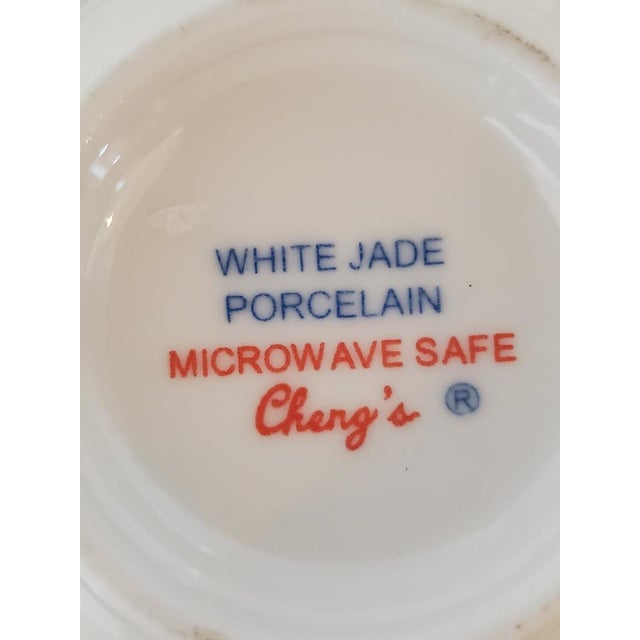 WHITE JADE
PORCELAIN
MICROWAVE SAFE
Cheng's ®